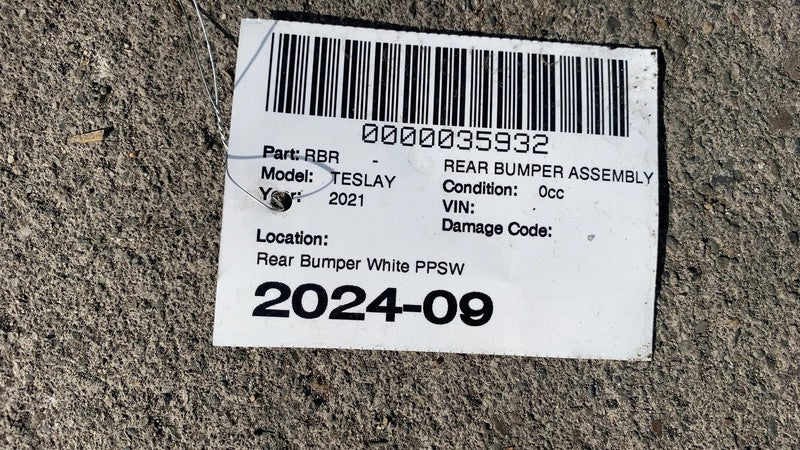 0000035932
Part: RBR - REAR BUMPER ASSEMBLY
Model: TESLAY Condition: 0cc
Year: 2021 VIN:
Damage Code:
Location:
Rear Bumper White PPSW
2024-09